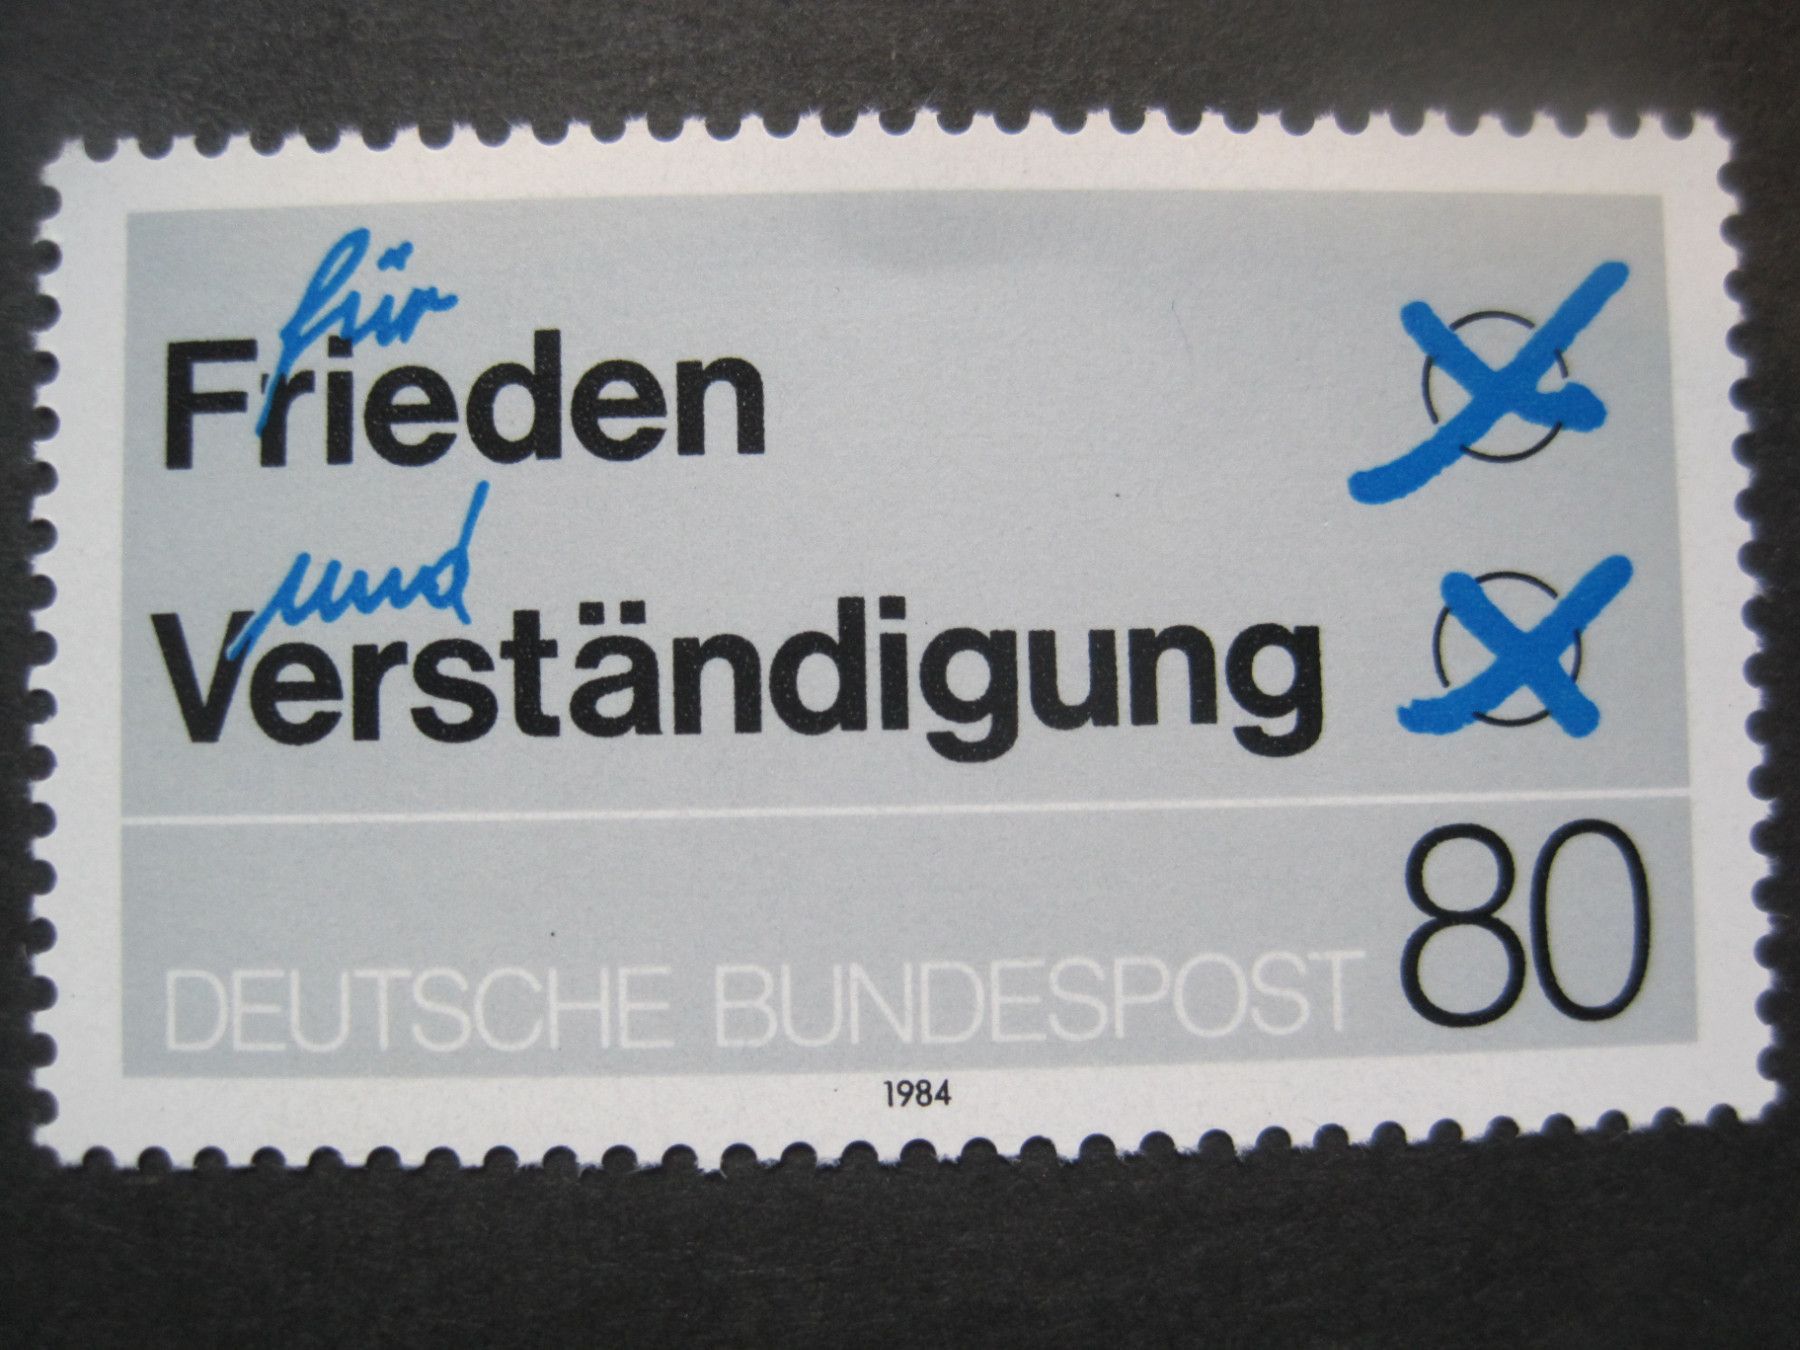 für
Frieden
und
Verständigung
DEUTSCHE BUNDESPOST 80
1984